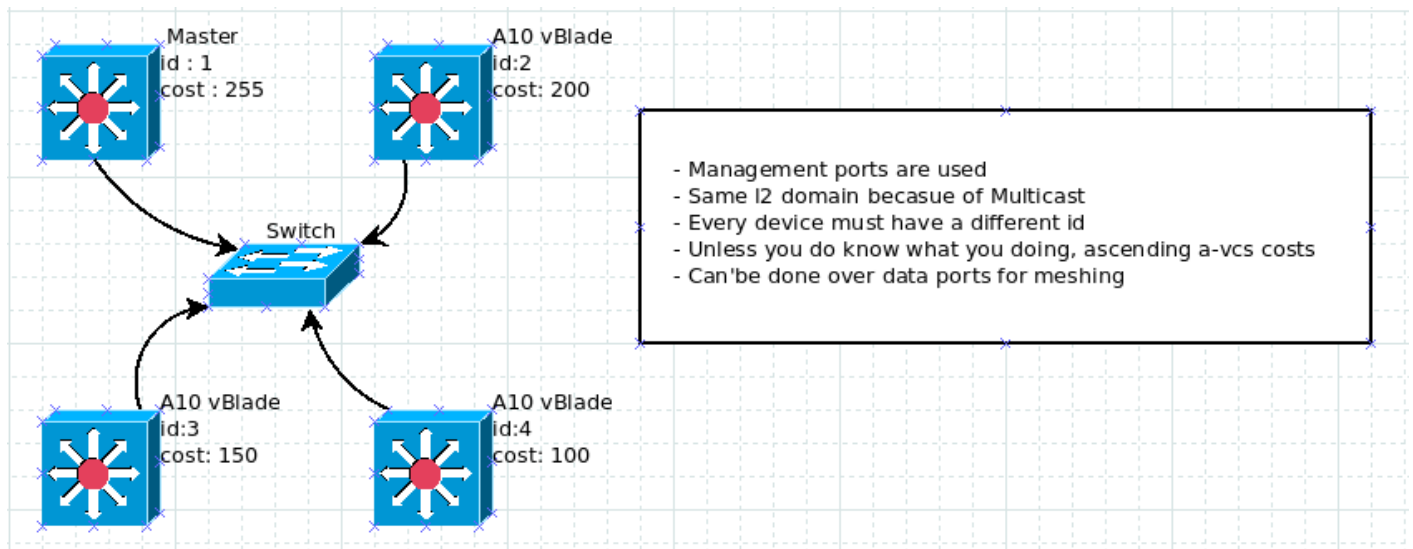 Master
id : 1
cost : 255
A10 vBlade
id:2
cost: 200
Switch
A10 vBlade
id:3
cost: 150
A10 vBlade
id:4
cost: 100
- Management ports are used
- Same l2 domain becasue of Multicast
- Every device must have a different id
- Unless you do know what you doing, ascending a-vcs costs
- Can'be done over data ports for meshing